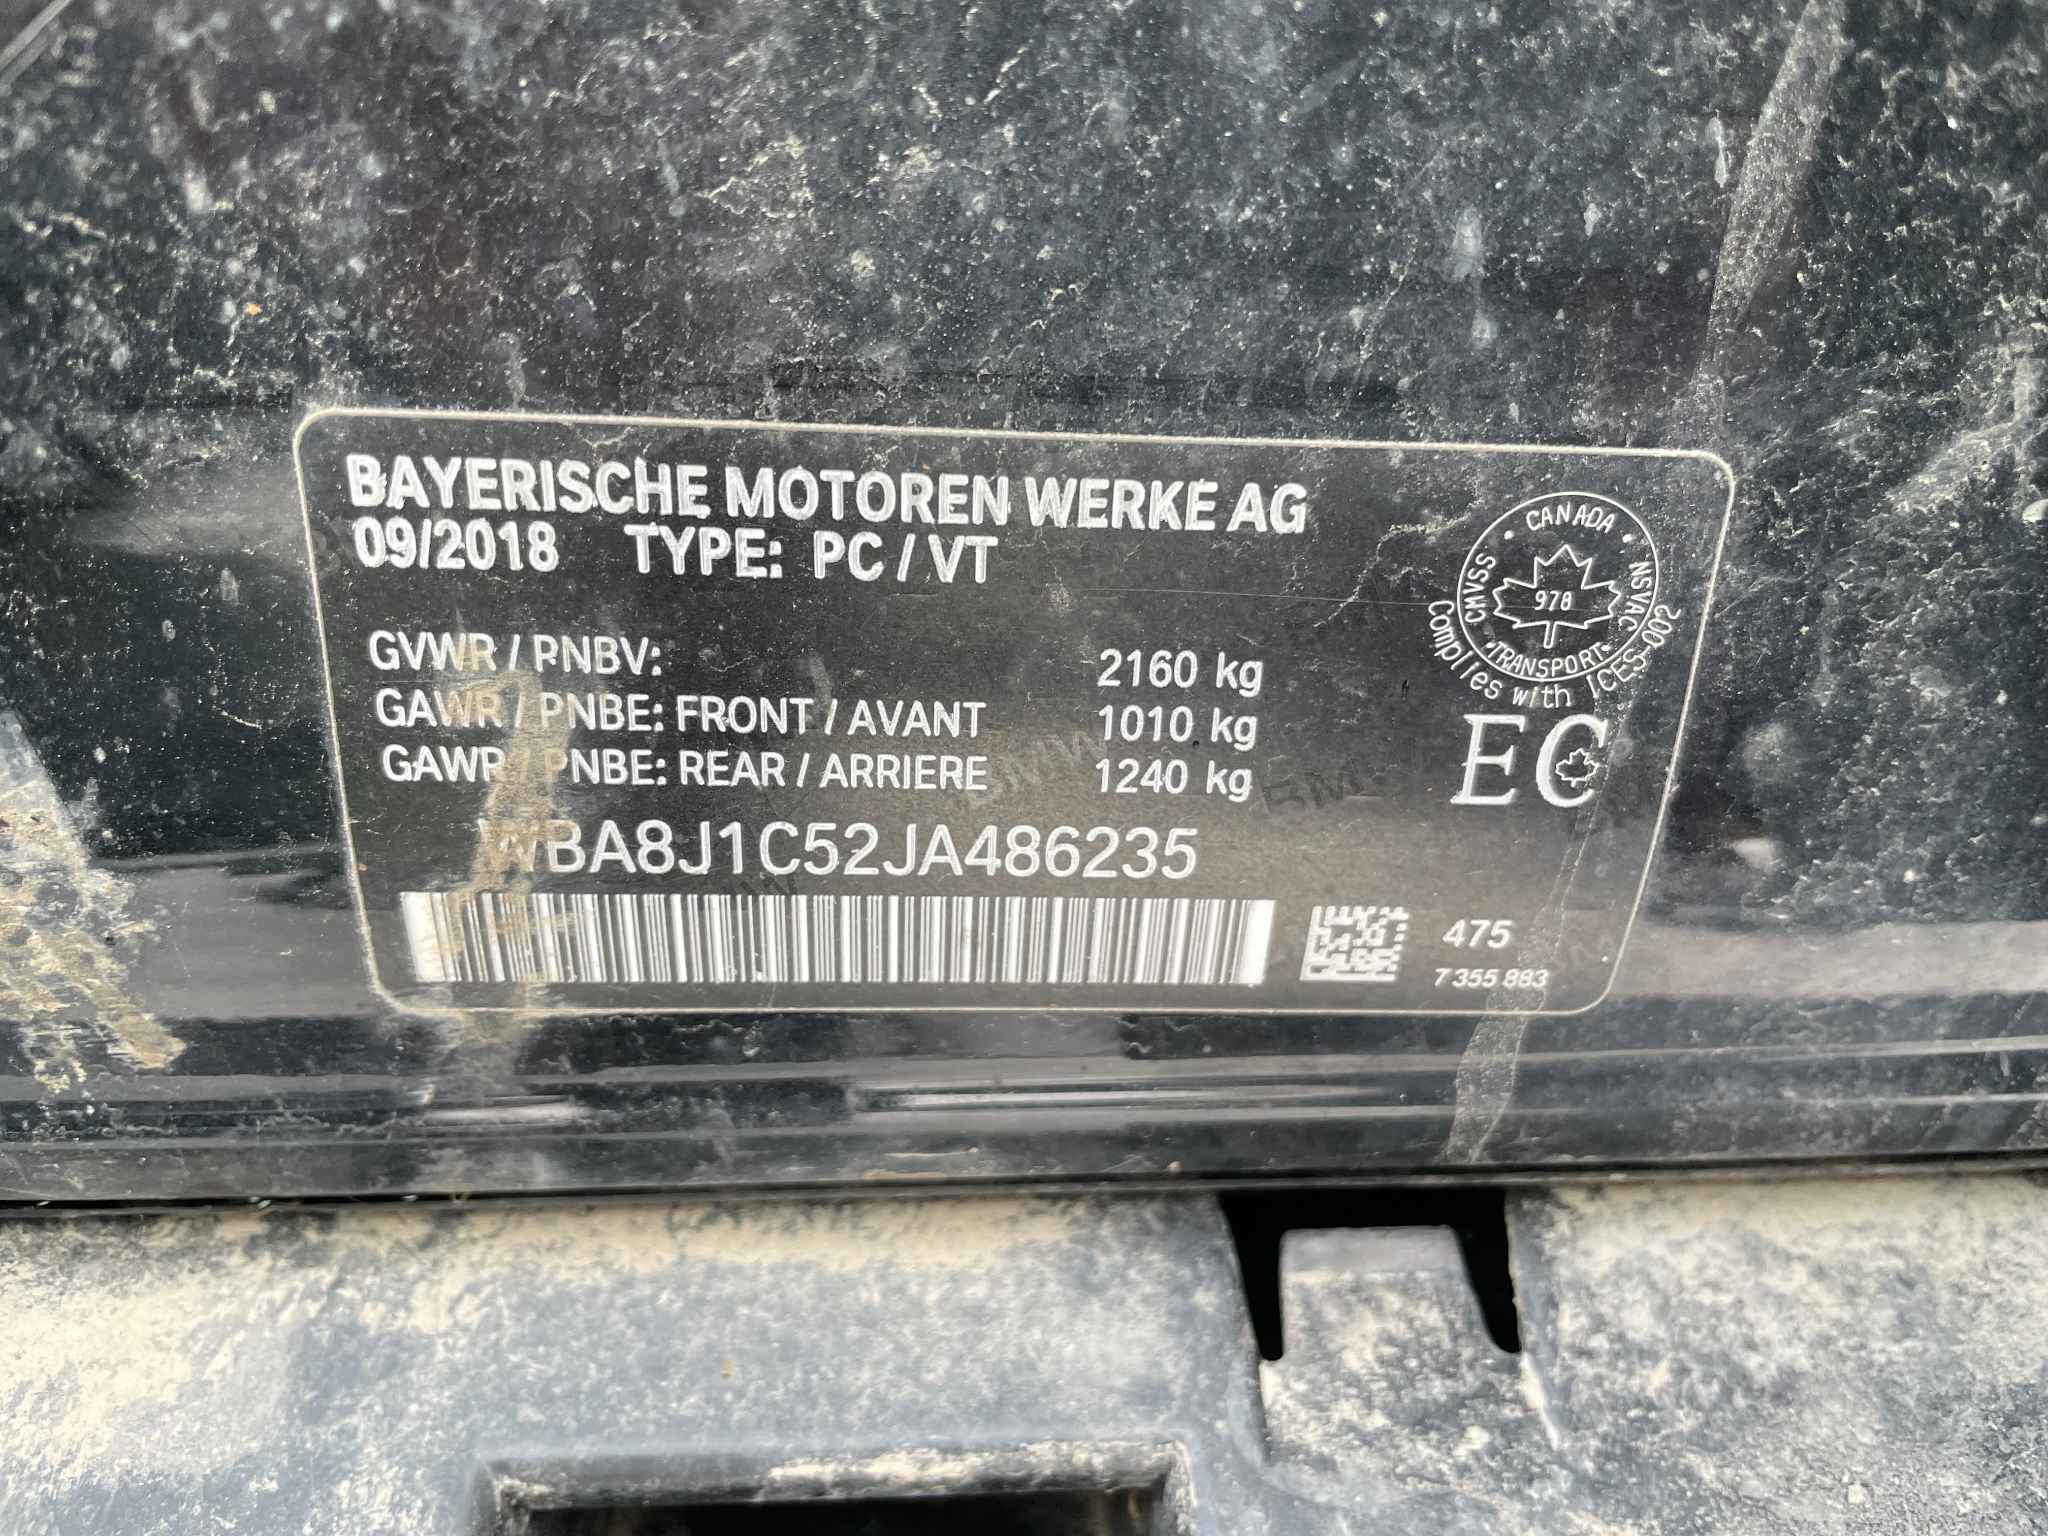 BAYERISCHE MOTOREN WERKE AG
09/2018 TYPE: PC / VT
GVWR / PNBV: 2160 kg
GAWR / PNBE: FRONT / AVANT 1010 kg
GAWR / PNBE: REAR / ARRIERE 1240 kg
WBA8J1C52JA486235
CANADA
CMVSS
978
NSVAC
TRANSPORT
Complies with ICES-002
EC
475
7 355 883
BMW